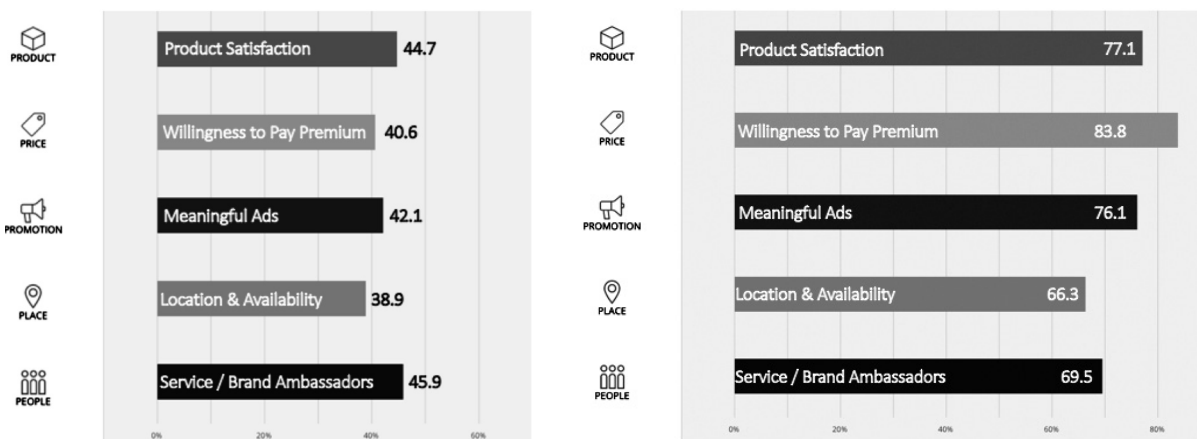 PRODUCT
Product Satisfaction 44.7
PRICE
Willingness to Pay Premium 40.6
PROMOTION
Meaningful Ads 42.1
PLACE
Location & Availability 38.9
PEOPLE
Service / Brand Ambassadors 45.9
0% 20% 40% 60%
PRODUCT
Product Satisfaction 77.1
PRICE
Willingness to Pay Premium 83.8
PROMOTION
Meaningful Ads 76.1
PLACE
Location & Availability 66.3
PEOPLE
Service / Brand Ambassadors 69.5
0% 20% 40% 60% 80%